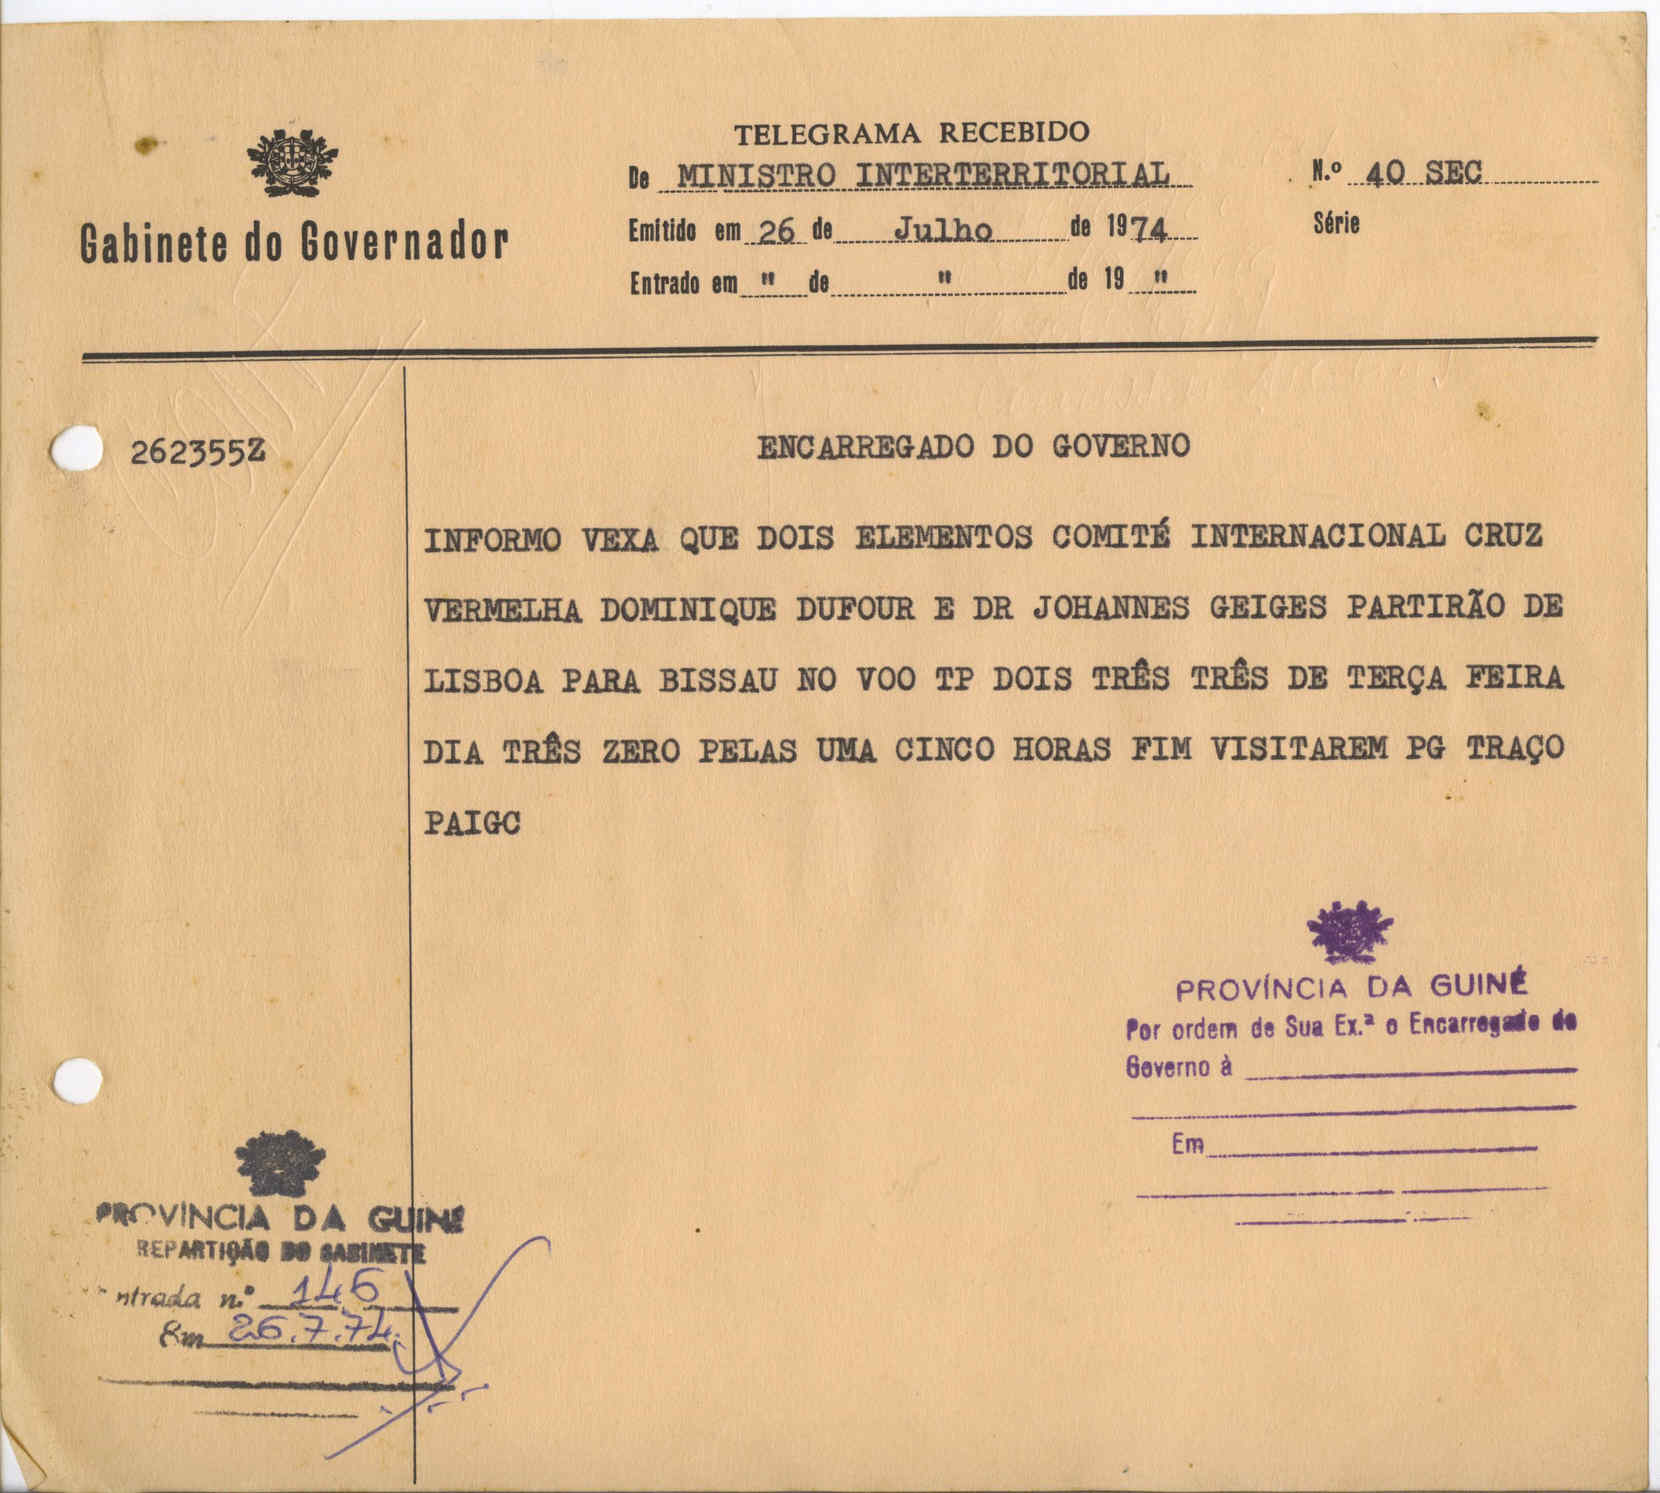 TELEGRAMA RECEBIDO
De MINISTRO INTERTERRITORIAL
N.º 40 SEC
Gabinete do Governador
Emitido em 26 de Julho de 1974
Série
Entrado em " de " de 19 "
262355Z
ENCARREGADO DO GOVERNO
INFORMO VEXA QUE DOIS ELEMENTOS COMITÉ INTERNACIONAL CRUZ
VERMELHA DOMINIQUE DUFOUR E DR JOHANNES GEIGES PARTIRÃO DE
LISBOA PARA BISSAU NO VOO TP DOIS TRÊS TRÊS DE TERÇA FEIRA
DIA TRÊS ZERO PELAS UMA CINCO HORAS FIM VISITAREM PG TRAÇO
PAIGC
PROVÍNCIA DA GUINÉ
Por ordem de Sua Ex.ª o Encarregado do
Governo à
Em
PROVÍNCIA DA GUINÉ
REPARTIÇÃO DO GABINETE
ntrada n.º 146
Em 26.7.74